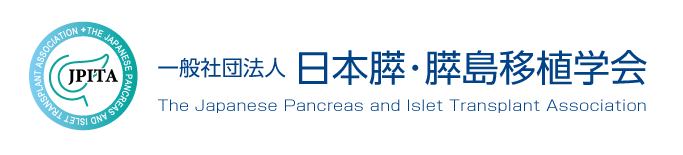 THE JAPANESE PANCREAS AND ISLET TRANSPLANT ASSOCIATION +
JPITA
一般社団法人 日本膵・膵島移植学会
The Japanese Pancreas and Islet Transplant Association